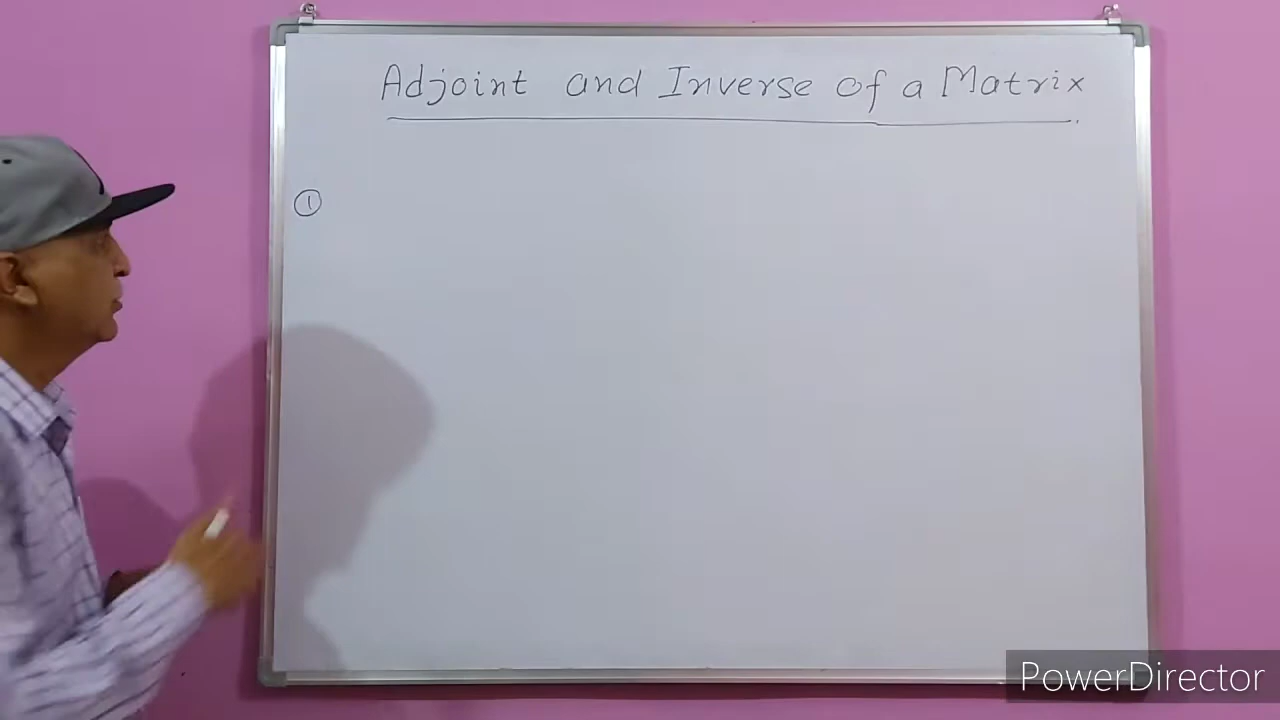 Adjoint and Inverse of a Matrix
①
PowerDirector